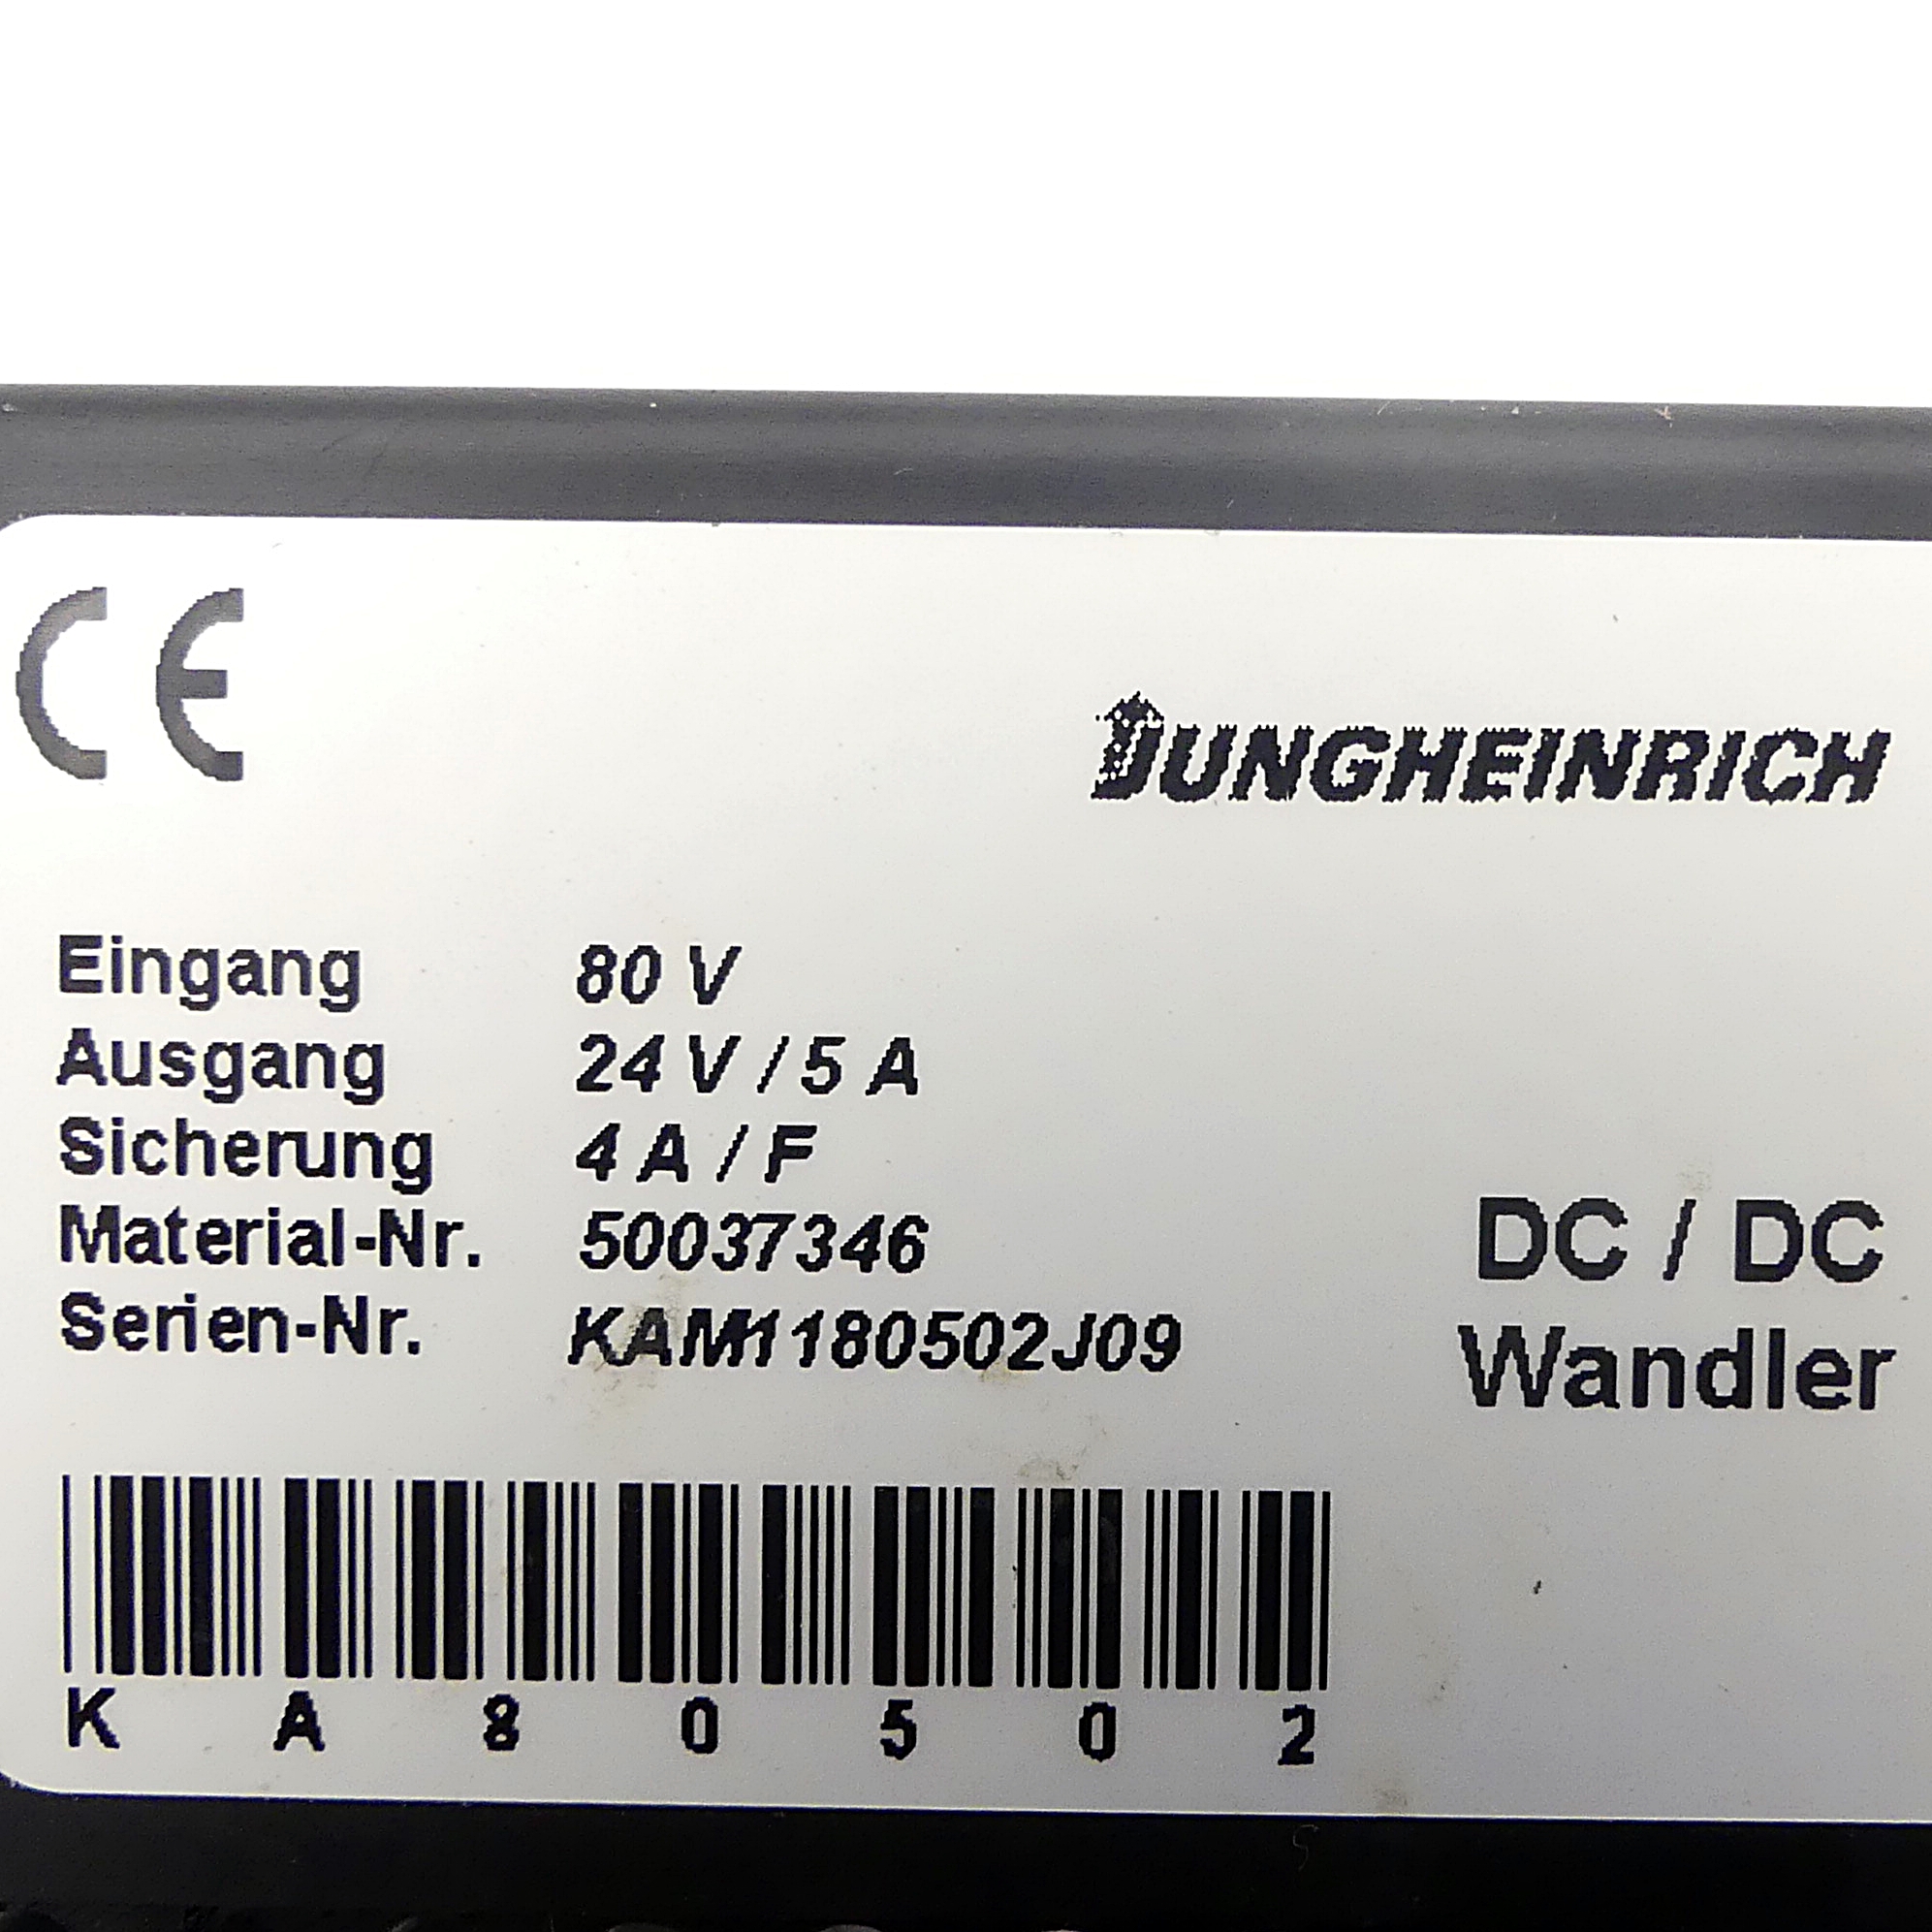 CE
JUNGHEINRICH
Eingang 80 V
Ausgang 24 V / 5 A
Sicherung 4 A / F
Material-Nr. 50037346
Serien-Nr. KAM1180502J09
DC / DC
Wandler
K A 8 0 5 0 2